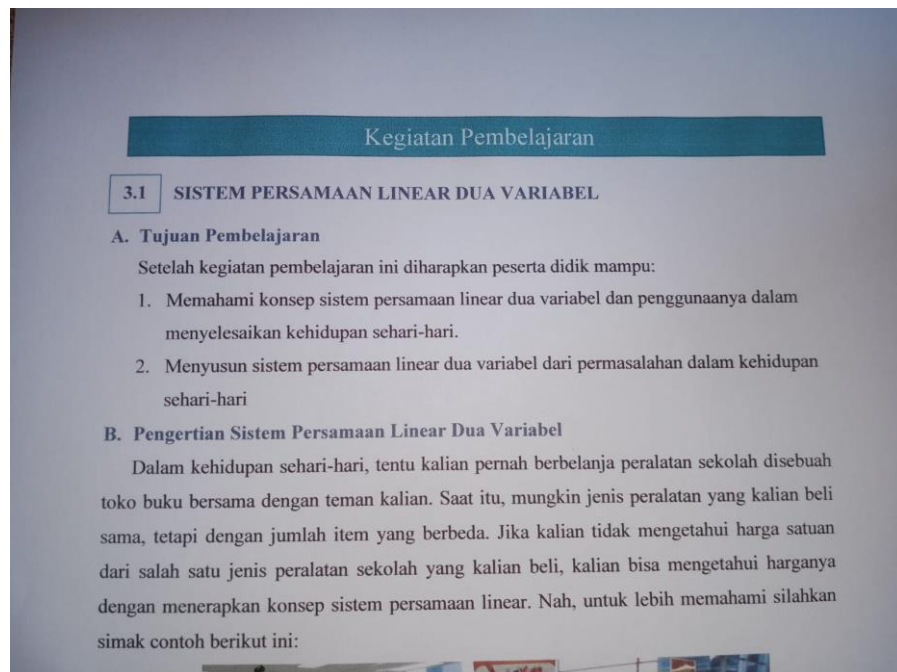 Kegiatan Pembelajaran
3.1 SISTEM PERSAMAAN LINEAR DUA VARIABEL
A. Tujuan Pembelajaran
Setelah kegiatan pembelajaran ini diharapkan peserta didik mampu:
1. Memahami konsep sistem persamaan linear dua variabel dan penggunaanya dalam
menyelesaikan kehidupan sehari-hari.
2. Menyusun sistem persamaan linear dua variabel dari permasalahan dalam kehidupan
sehari-hari
B. Pengertian Sistem Persamaan Linear Dua Variabel
Dalam kehidupan sehari-hari, tentu kalian pernah berbelanja peralatan sekolah disebuah
toko buku bersama dengan teman kalian. Saat itu, mungkin jenis peralatan yang kalian beli
sama, tetapi dengan jumlah item yang berbeda. Jika kalian tidak mengetahui harga satuan
dari salah satu jenis peralatan sekolah yang kalian beli, kalian bisa mengetahui harganya
dengan menerapkan konsep sistem persamaan linear. Nah, untuk lebih memahami silahkan
simak contoh berikut ini: